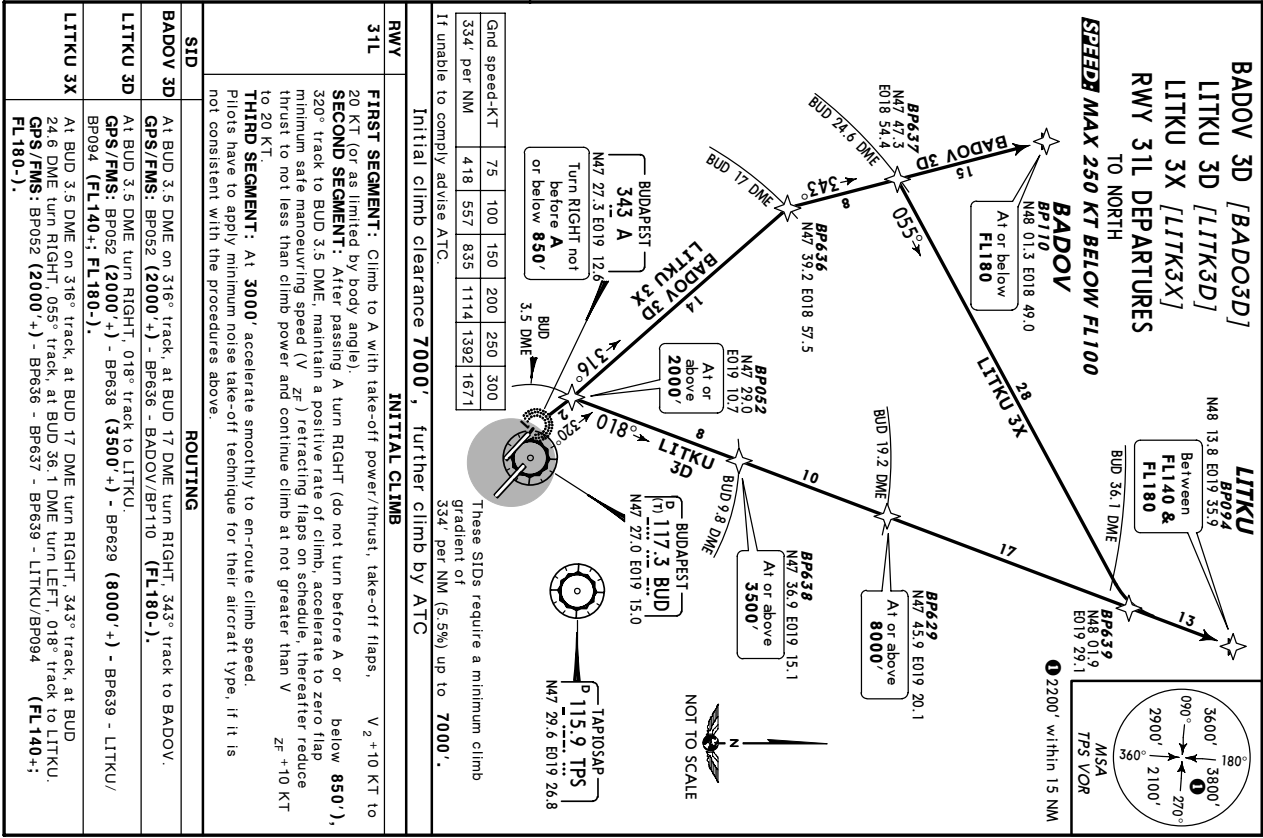 BADOV 3D [BADO3D]
LITKU 3D [LITK3D]
LITKU 3X [LITK3X]
RWY 31L DEPARTURES
TO NORTH
SPEED: MAX 250 KT BELOW FL100
LITKU
BP094
N48 13.8 E019 35.9
Between
FL140 &
FL180
MSA
TPS VOR
180°
270°
360°
090°
3600'
3800'
2900'
2100'
1
1 2200' within 15 NM
BADOV
BP110
N48 01.3 E018 49.0
At or below
FL180
BADOV 3D
15
BP637
N47 47.3
E018 54.4
BUD 24.6 DME
055°
28
LITKU 3X
BUD 36.1 DME
13
BP639
N48 01.9
E019 29.1
343°
8
BUD 17 DME
BP636
N47 39.2 E018 57.5
BADOV 3D
LITKU 3X
14
316°
17
BUD 19.2 DME
BP629
N47 45.9 E019 20.1
At or above
8000'
10
BP638
N47 36.9 E019 15.1
At or above
3500'
BUD 9.8 DME
8
LITKU
3D
018°
BP052
N47 29.0
E019 10.7
At or
above
2000'
320°
2
BUD
3.5 DME
BUDAPEST
343 A
N47 27.3 E019 12.6
Turn RIGHT not
before A
or below 850'
BUDAPEST
D
(T) 117.3 BUD
N47 27.0 E019 15.0
TAPIOSAP
D 115.9 TPS
N47 29.6 E019 26.8
N
NOT TO SCALE
These SIDs require a minimum climb
gradient of
334' per NM (5.5%) up to 7000'.
Gnd speed-KT 75 100 150 200 250 300
334' per NM 418 557 835 1114 1392 1671
If unable to comply advise ATC.
Initial climb clearance 7000', further climb by ATC
RWY INITIAL CLIMB
31L FIRST SEGMENT: Climb to A with take-off power/thrust, take-off flaps, V2+10 KT to
20 KT (or as limited by body angle).
SECOND SEGMENT: After passing A turn RIGHT (do not turn before A or below 850'),
320° track to BUD 3.5 DME, maintain a positive rate of climb, accelerate to zero flap
minimum safe manoeuvring speed (V ZF ) retracting flaps on schedule, thereafter reduce
thrust to not less than climb power and continue climb at not greater than V ZF +10 KT
to 20 KT.
THIRD SEGMENT: At 3000' accelerate smoothly to en-route climb speed.
Pilots have to apply minimum noise take-off technique for their aircraft type, if it is
not consistent with the procedures above.
SID ROUTING
BADOV 3D At BUD 3.5 DME on 316° track, at BUD 17 DME turn RIGHT, 343° track to BADOV.
GPS/FMS: BP052 (2000'+) - BP636 - BADOV/BP110 (FL180-).
LITKU 3D At BUD 3.5 DME turn RIGHT, 018° track to LITKU.
GPS/FMS: BP052 (2000'+) - BP638 (3500'+) - BP629 (8000'+) - BP639 - LITKU/
BP094 (FL140+; FL180-).
LITKU 3X At BUD 3.5 DME on 316° track, at BUD 17 DME turn RIGHT, 343° track, at BUD
24.6 DME turn RIGHT, 055° track, at BUD 36.1 DME turn LEFT, 018° track to LITKU.
GPS/FMS: BP052 (2000'+) - BP636 - BP637 - BP639 - LITKU/BP094 (FL140+;
FL180-).